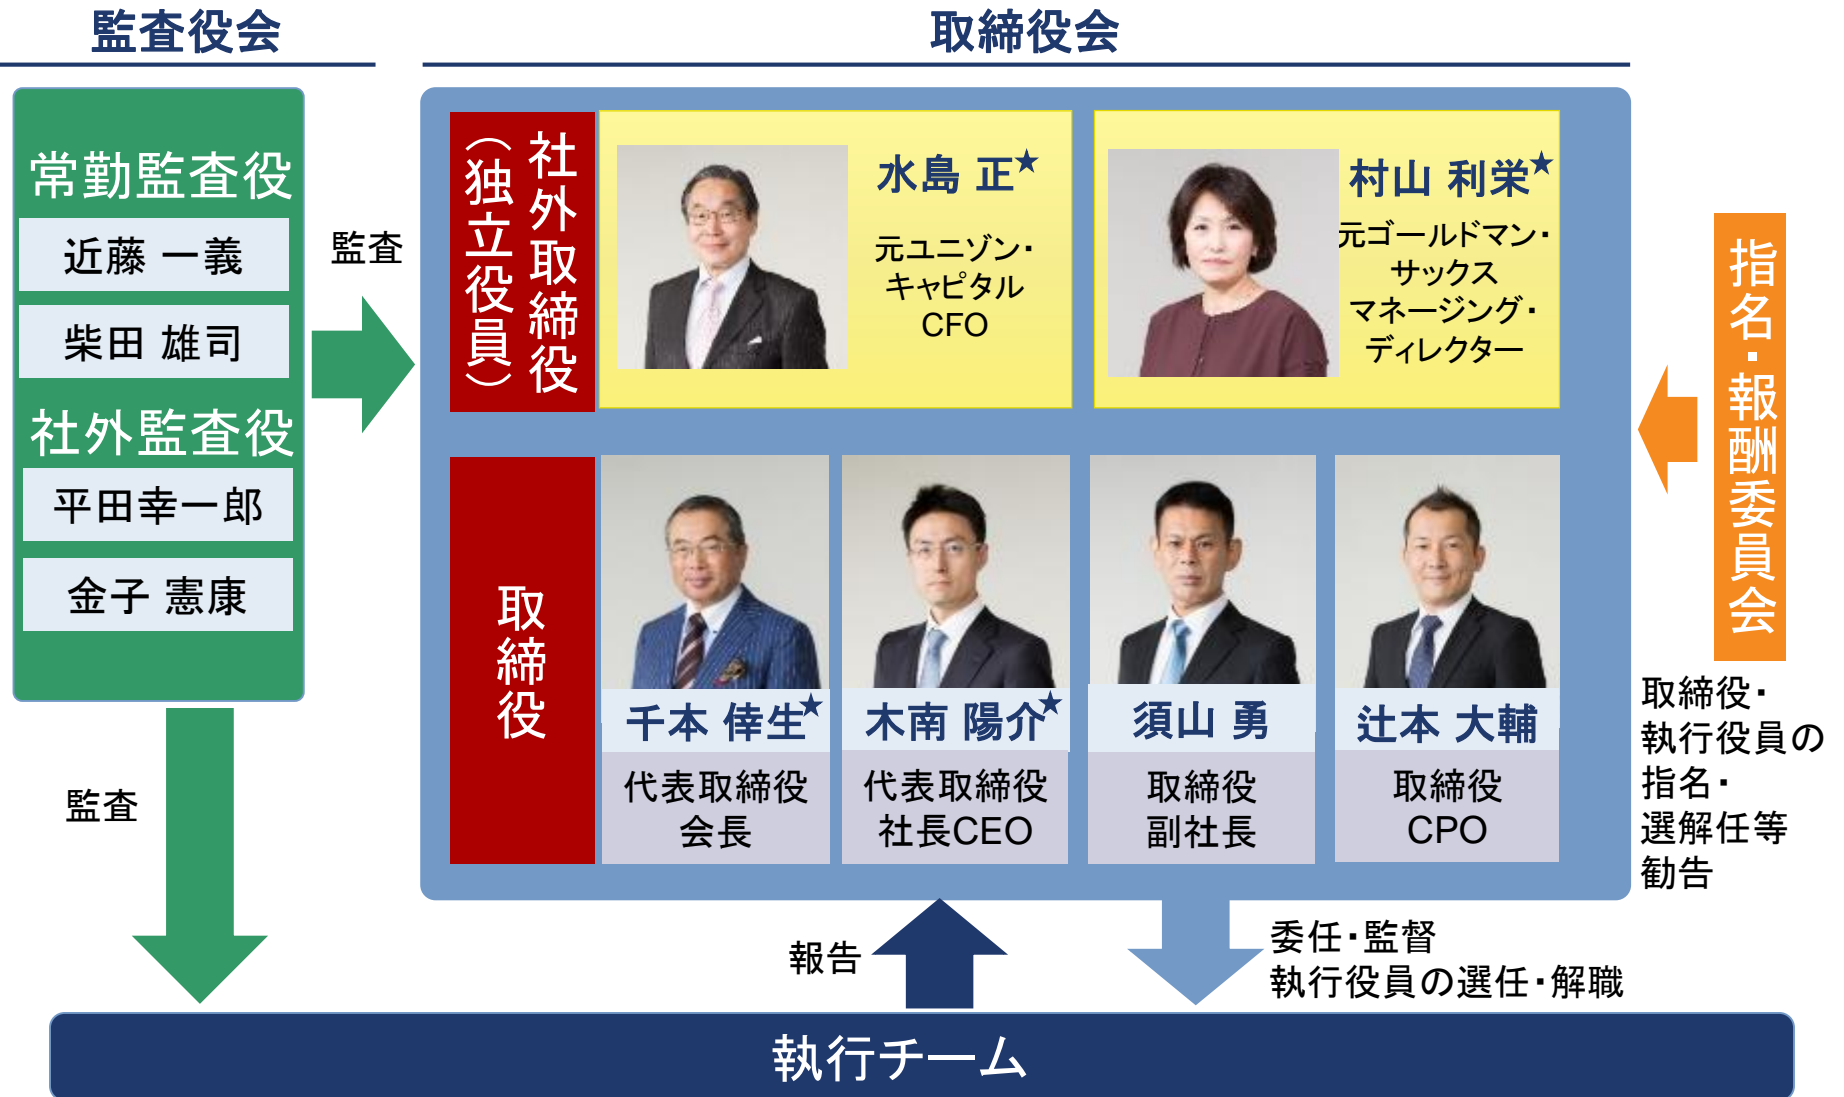 監査役会
取締役会
常勤監査役
近藤 一義
柴田 雄司
社外監査役
平田幸一郎
金子 憲康
監査
監査
社外取締役
（独立役員）
水島 正★
元ユニゾン・
キャピタル
CFO
村山 利栄★
元ゴールドマン・
サックス
マネージング・
ディレクター
取締役
千本 倖生★
代表取締役
会長
木南 陽介★
代表取締役
社長CEO
須山 勇
取締役
副社長
辻本 大輔
取締役
CPO
指名・報酬委員会
取締役・
執行役員の
指名・
選解任等
勧告
報告
委任・監督
執行役員の選任・解職
執行チーム